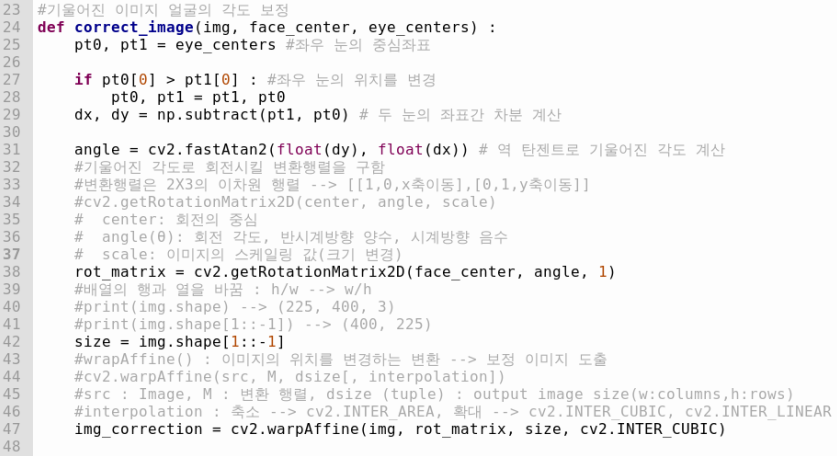 23 #기울어진 이미지 얼굴의 각도 보정
24 def correct_image(img, face_center, eye_centers) :
25     pt0, pt1 = eye_centers #좌우 눈의 중심좌표
26
27     if pt0[0] > pt1[0] : #좌우 눈의 위치를 변경
28         pt0, pt1 = pt1, pt0
29     dx, dy = np.subtract(pt1, pt0) # 두 눈의 좌표간 차분 계산
30
31     angle = cv2.fastAtan2(float(dy), float(dx)) # 역 탄젠트로 기울어진 각도 계산
32     #기울어진 각도로 회전시킬 변환행렬을 구함
33     #변환행렬은 2X3의 이차원 행렬 --> [[1,0,x축이동],[0,1,y축이동]]
34     #cv2.getRotationMatrix2D(center, angle, scale)
35     #  center: 회전의 중심
36     #  angle(θ): 회전 각도, 반시계방향 양수, 시계방향 음수
37     #  scale: 이미지의 스케일링 값(크기 변경)
38     rot_matrix = cv2.getRotationMatrix2D(face_center, angle, 1)
39     #배열의 행과 열을 바꿈 : h/w --> w/h
40     #print(img.shape) --> (225, 400, 3)
41     #print(img.shape[1::-1]) --> (400, 225)
42     size = img.shape[1::-1]
43     #wrapAffine() : 이미지의 위치를 변경하는 변환 --> 보정 이미지 도출
44     #cv2.warpAffine(src, M, dsize[, interpolation])
45     #src : Image, M : 변환 행렬, dsize (tuple) : output image size(w:columns,h:rows)
46     #interpolation : 축소 --> cv2.INTER_AREA, 확대 --> cv2.INTER_CUBIC, cv2.INTER_LINEAR
47     img_correction = cv2.warpAffine(img, rot_matrix, size, cv2.INTER_CUBIC)
48